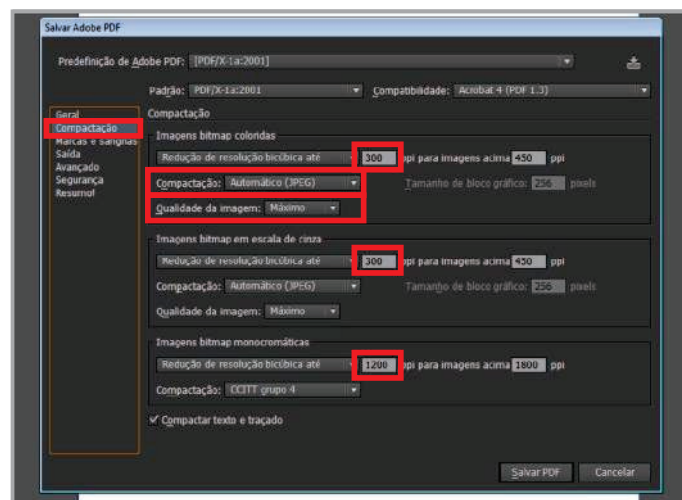 Salvar Adobe PDF
Predefinição de Adobe PDF: [PDF/X-1a:2001]
Padrão: PDF/X-1a:2001 Compatibilidade: Acrobat 4 (PDF 1.3)
Geral
Compactação
Marcas e sangrias
Saída
Avançado
Segurança
Resumol
Compactação
Imagens bitmap coloridas
Redução de resolução bicúbica até 300 ppi para imagens acima 450 ppi
Compactação: Automático (JPEG) Tamanho de bloco gráfico: 256 pixels
Qualidade da imagem: Máximo
Imagens bitmap em escala de cinza
Redução de resolução bicúbica até 300 ppi para imagens acima 450 ppi
Compactação: Automático (JPEG) Tamanho de bloco gráfico: 256 pixels
Qualidade da imagem: Máximo
Imagens bitmap monocromáticas
Redução de resolução bicúbica até 1200 ppi para imagens acima 1800 ppi
Compactação: CCITT grupo 4
Compactar texto e traçado
Salvar PDF Cancelar